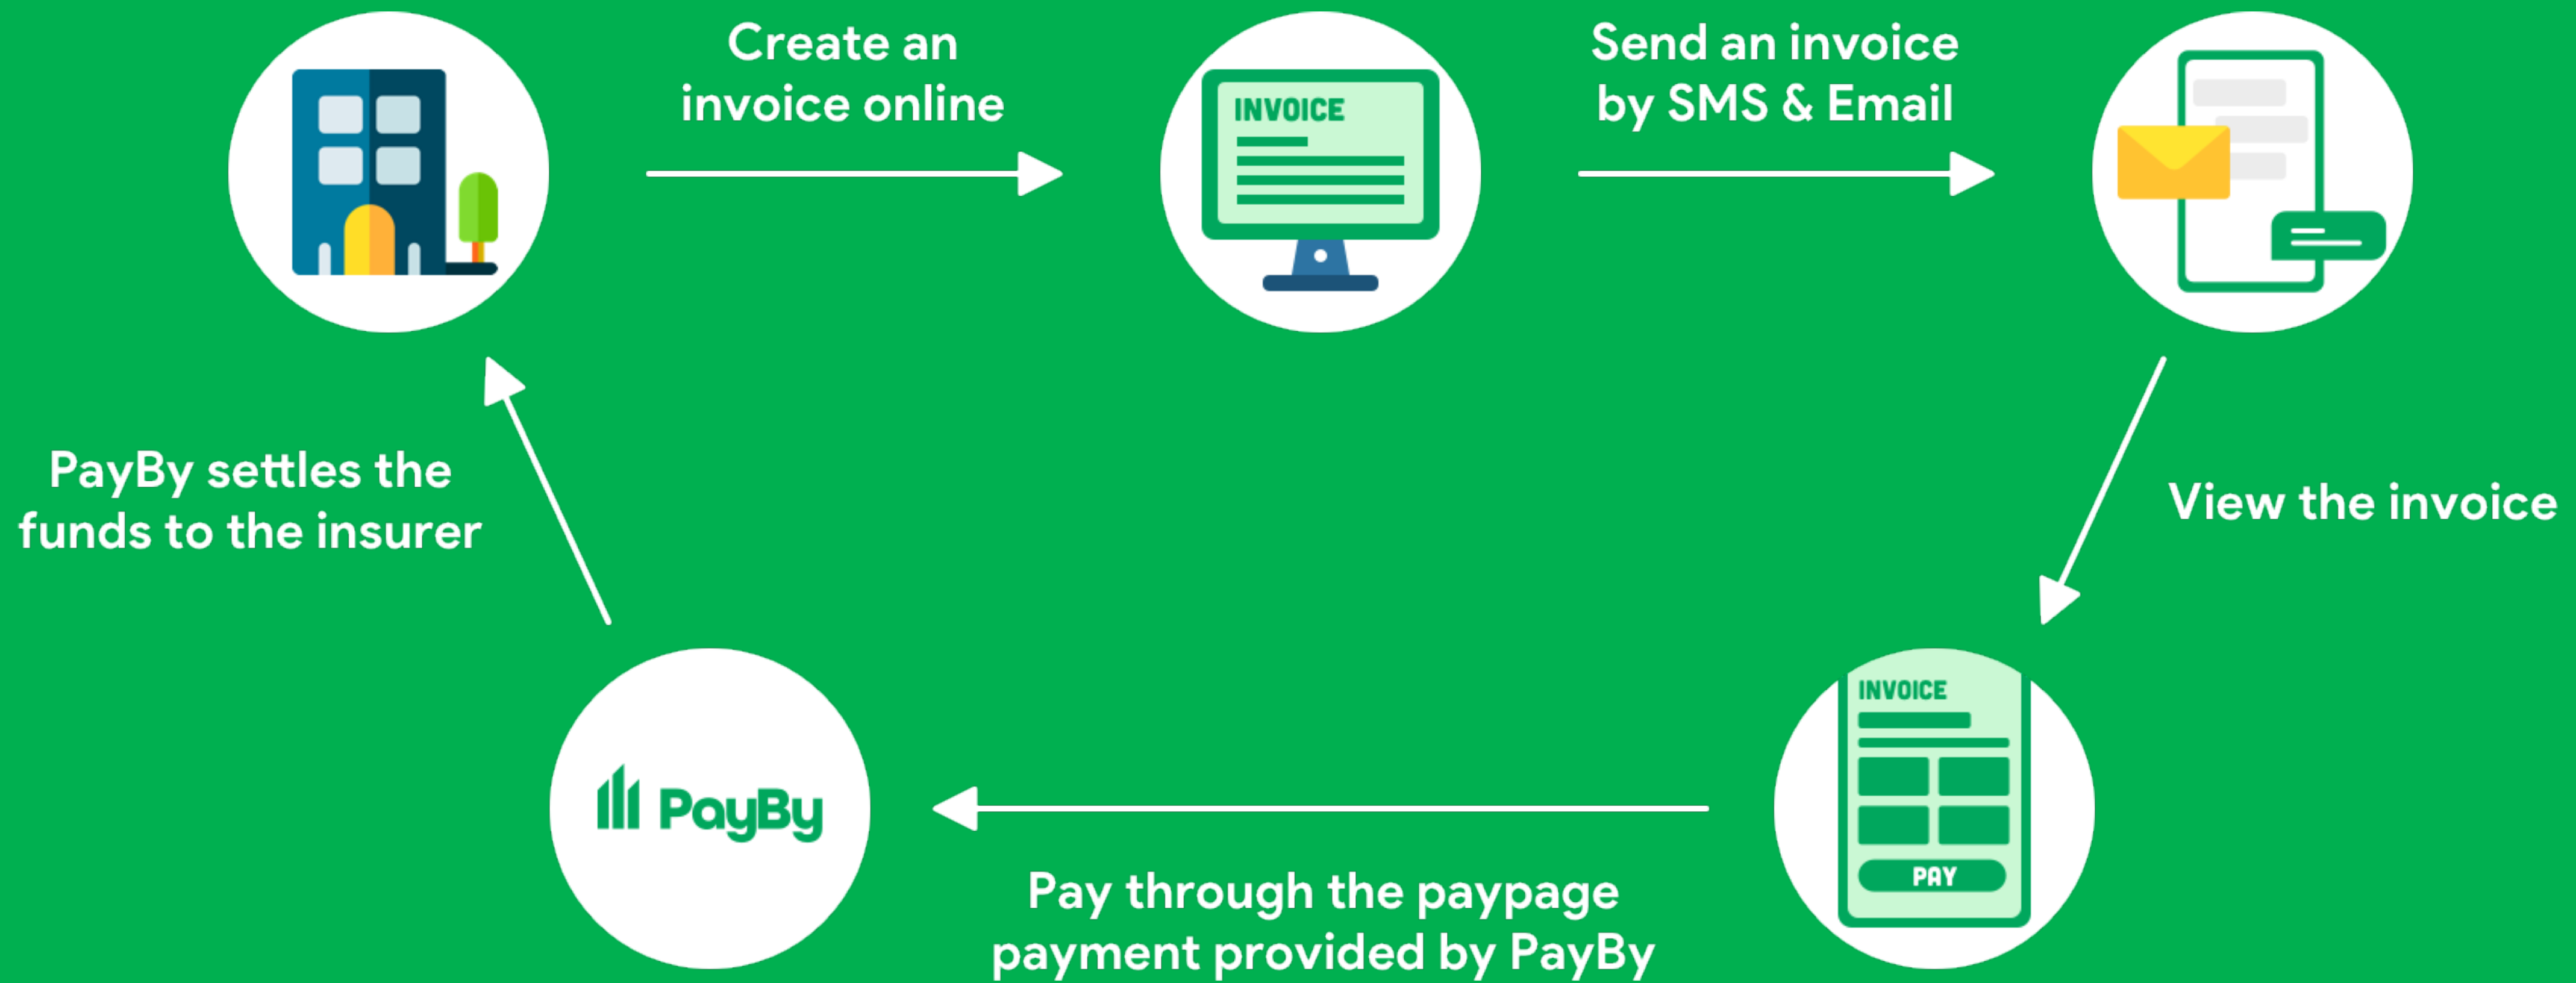 Create an
invoice online
Send an invoice
by SMS & Email
INVOICE
View the invoice
INVOICE
PAY
Pay through the paypage
payment provided by PayBy
PayBy
PayBy settles the
funds to the insurer